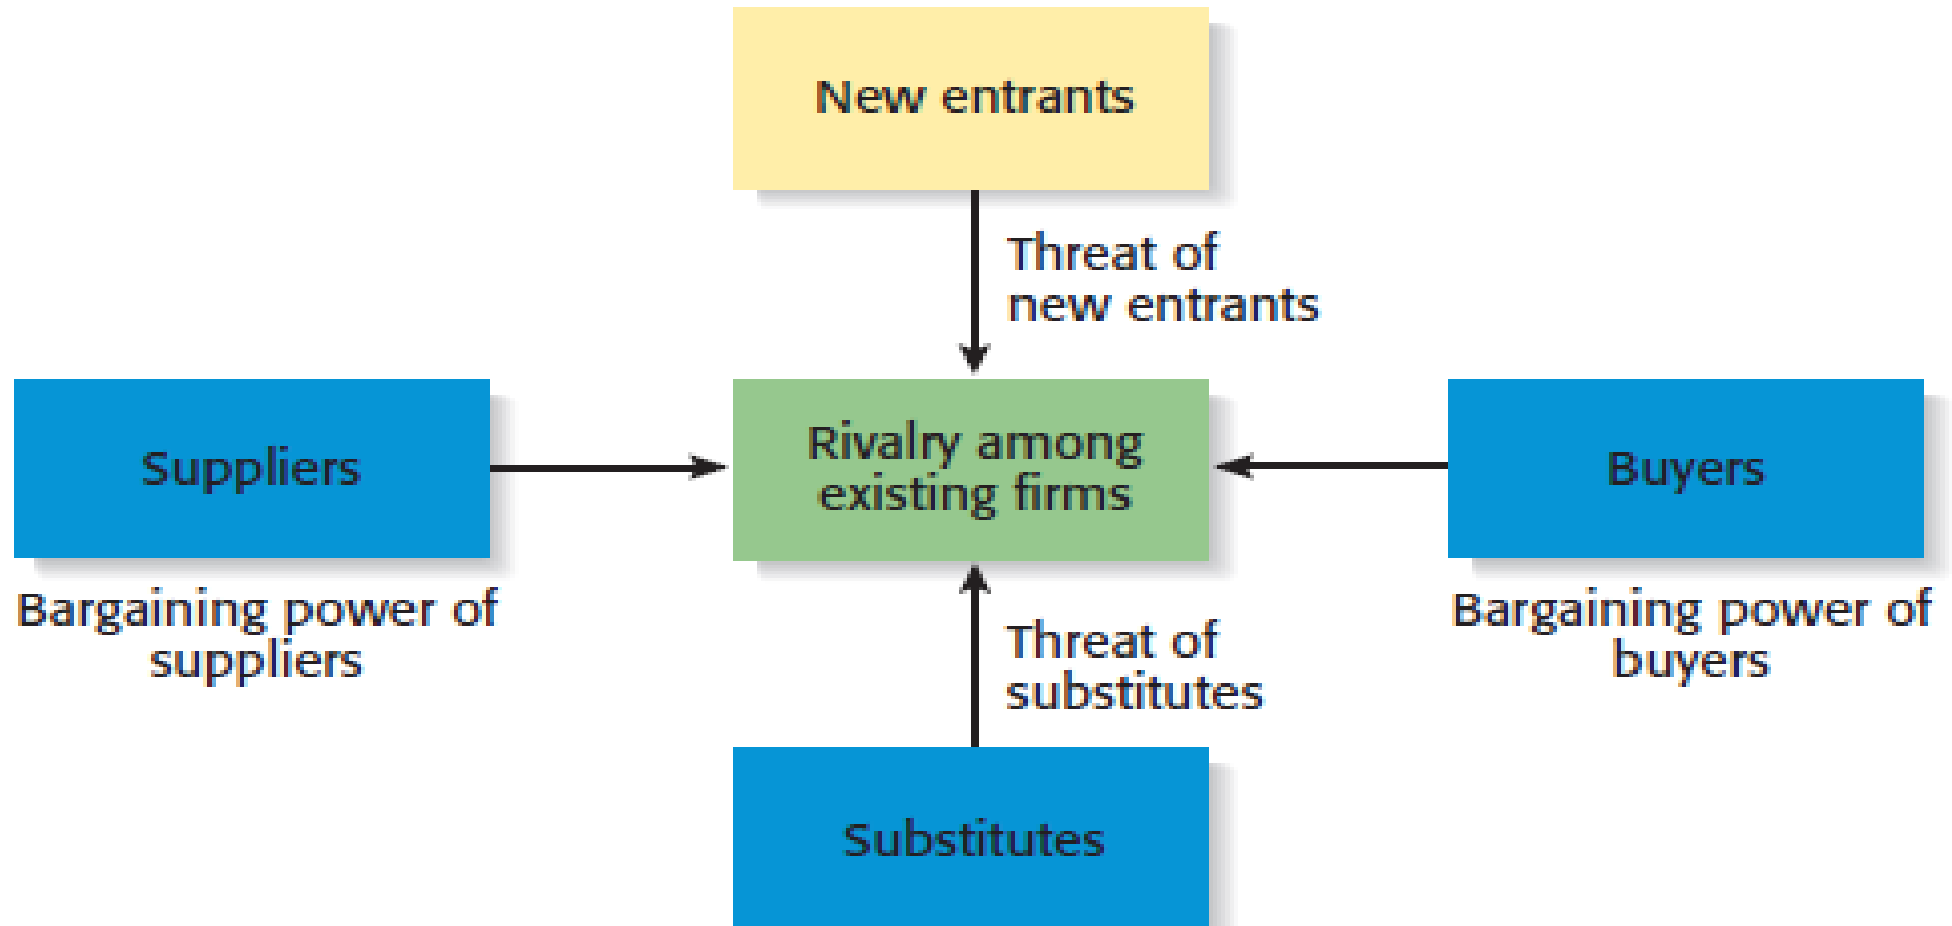 New entrants
Threat of
new entrants
Suppliers
Rivalry among
existing firms
Buyers
Bargaining power of
suppliers
Threat of
substitutes
Bargaining power of
buyers
Substitutes